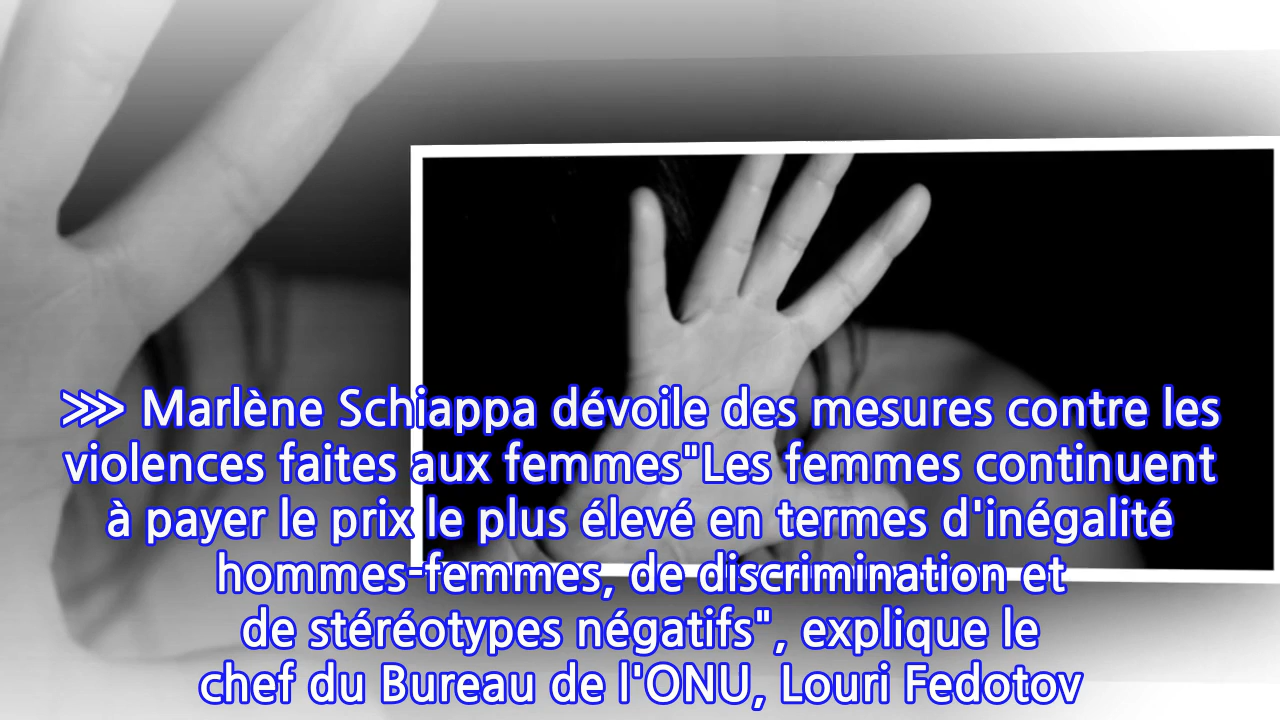 >>> Marlène Schiappa dévoile des mesures contre les
violences faites aux femmes"Les femmes continuent
à payer le prix le plus élevé en termes d'inégalité
hommes-femmes, de discrimination et
de stéréotypes négatifs", explique le
chef du Bureau de l'ONU, Louri Fedotov